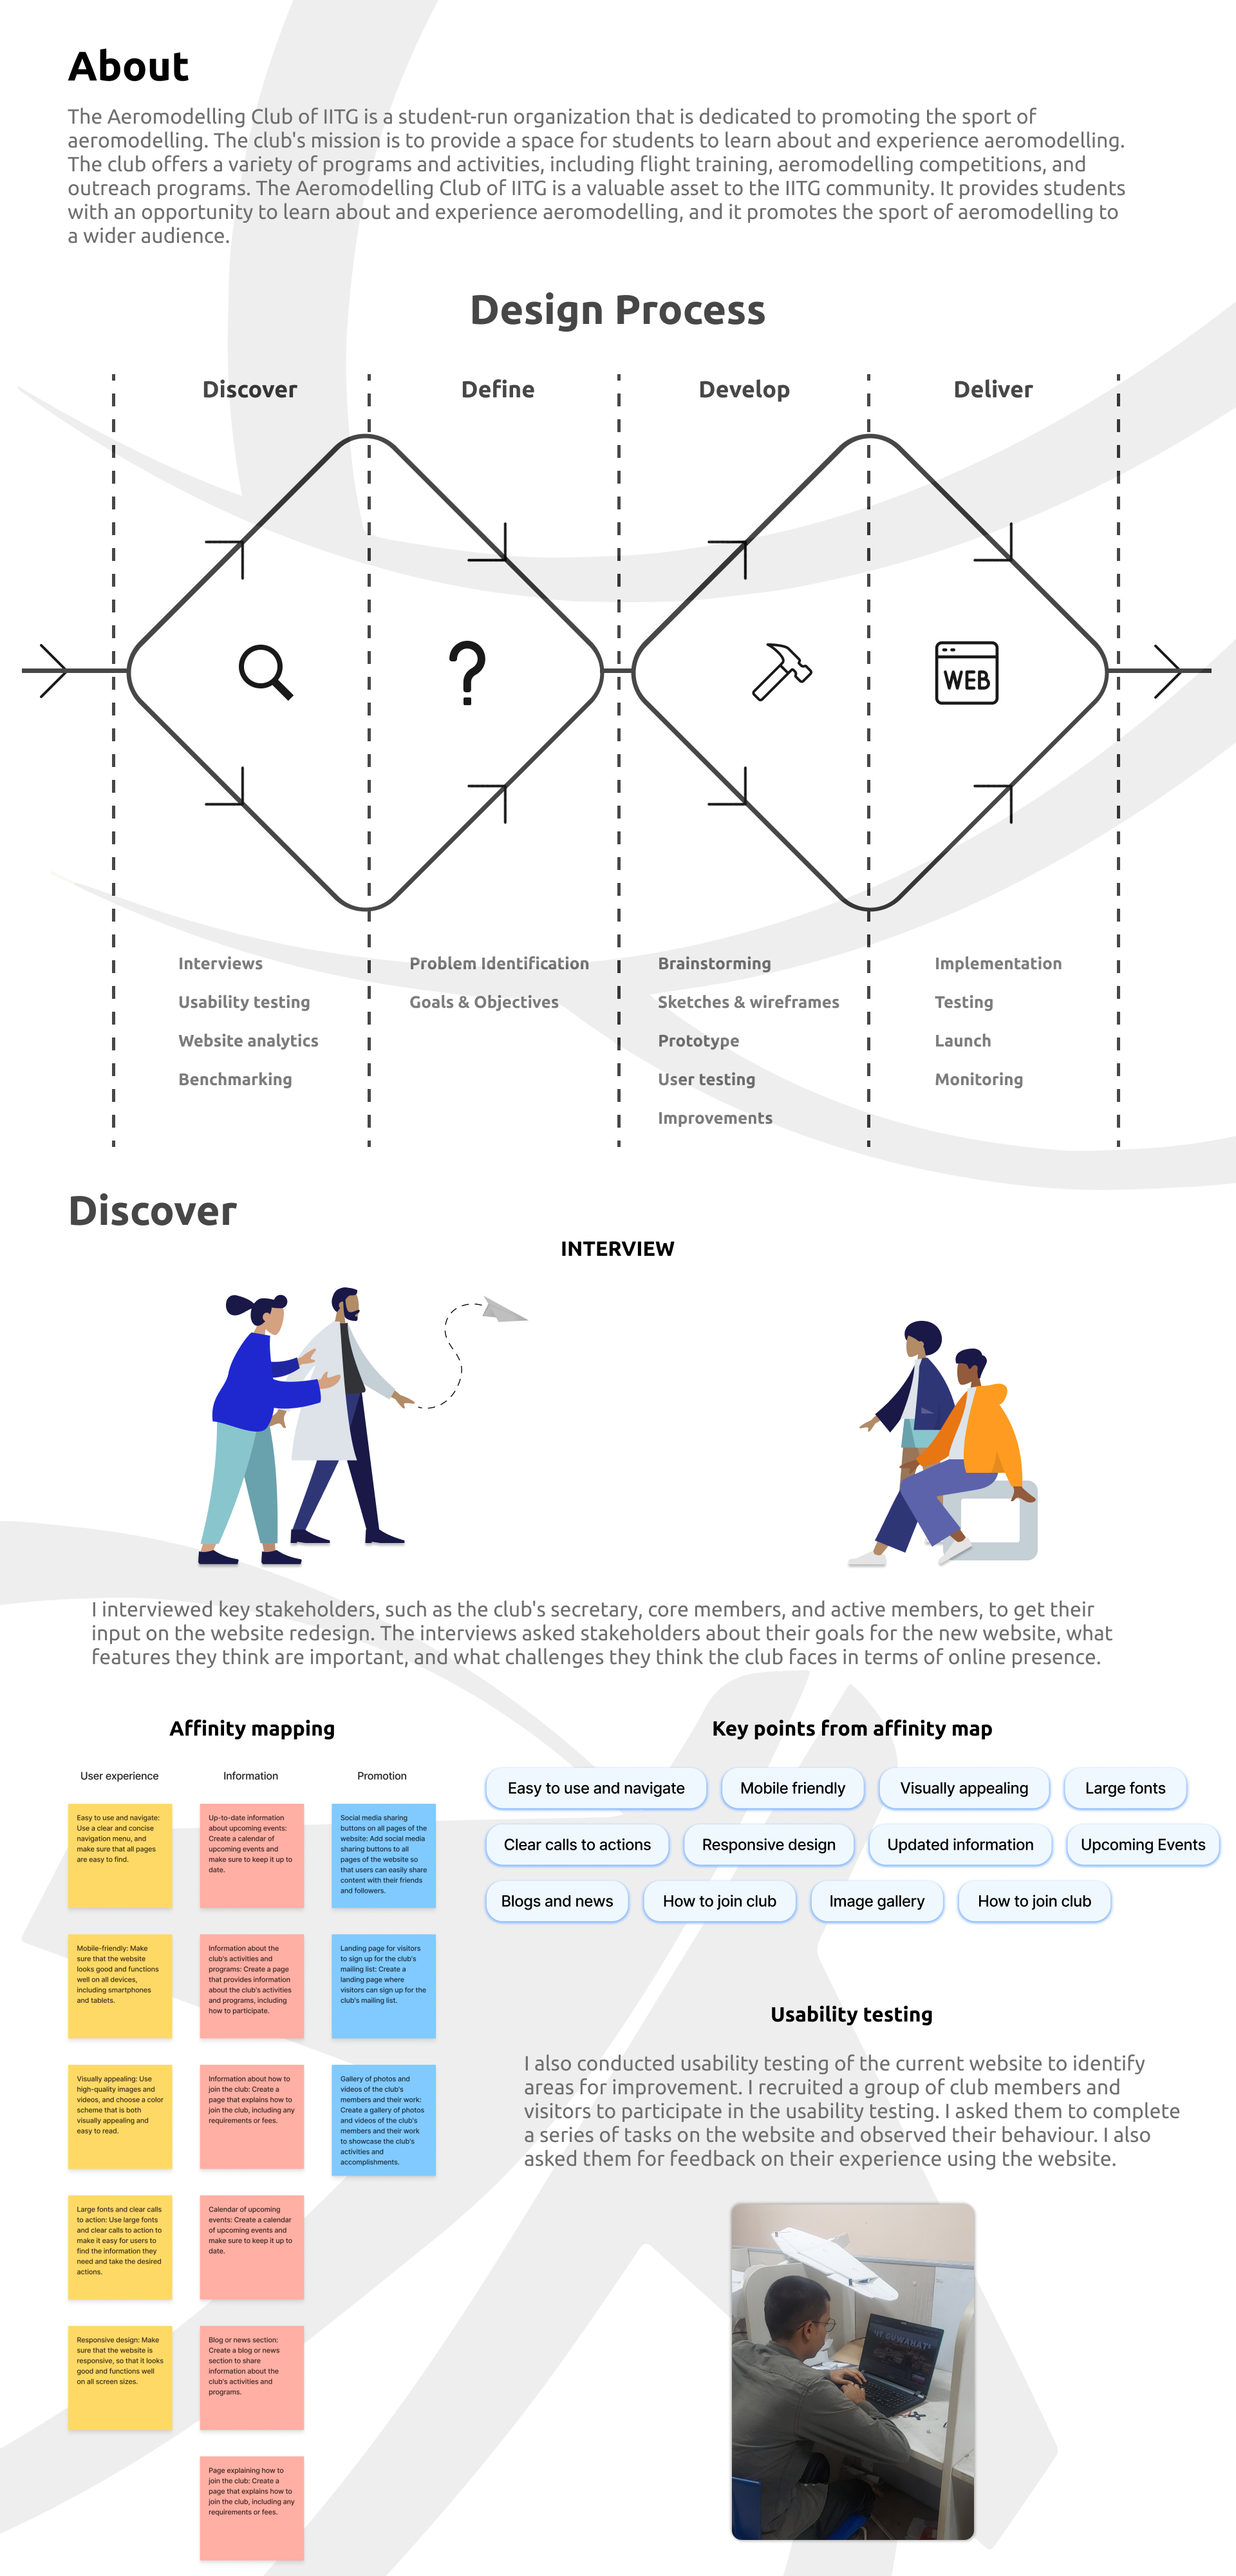 About
The Aeromodelling Club of IITG is a student-run organization that is dedicated to promoting the sport of
aeromodelling. The club's mission is to provide a space for students to learn about and experience aeromodelling.
The club offers a variety of programs and activities, including flight training, aeromodelling competitions, and
outreach programs. The Aeromodelling Club of IITG is a valuable asset to the IITG community. It provides students
with an opportunity to learn about and experience aeromodelling, and it promotes the sport of aeromodelling to
a wider audience.
Design Process
Discover
Define
Develop
Deliver
WEB
Interviews
Usability testing
Website analytics
Benchmarking
Problem Identification
Goals & Objectives
Brainstorming
Sketches & wireframes
Prototype
User testing
Improvements
Implementation
Testing
Launch
Monitoring
Discover
INTERVIEW
I interviewed key stakeholders, such as the club's secretary, core members, and active members, to get their
input on the website redesign. The interviews asked stakeholders about their goals for the new website, what
features they think are important, and what challenges they think the club faces in terms of online presence.
Affinity mapping
User experience
Easy to use and navigate:
Use a clear and concise
navigation menu, and
make sure that all pages
are easy to find.
Mobile-friendly: Make
sure that the website
looks good and functions
well on all devices,
including smartphones
and tablets.
Visually appealing: Use
high-quality images and
videos, and choose a color
scheme that is both
visually appealing and
easy to read.
Large fonts and clear calls
to action: Use large fonts
and clear calls to action to
make it easy for users to
find the information they
need and take the desired
actions.
Responsive design: Make
sure that the website is
responsive, so that it looks
good and functions well
on all screen sizes.
Information
Up-to-date information
about upcoming events:
Create a calendar of
upcoming events and
make sure to keep it up to
date.
Information about the
club's activities and
programs: Create a page
that provides information
about the club's activities
and programs, including
how to participate.
Information about how to
join the club: Create a
page that explains how to
join the club, including any
requirements or fees.
Calendar of upcoming
events: Create a calendar
of upcoming events and
make sure to keep it up to
date.
Blog or news section:
Create a blog or news
section to share
information about the
club's activities and
programs.
Page explaining how to
join the club: Create a
page that explains how to
join the club, including any
requirements or fees.
Promotion
Social media sharing
buttons on all pages of the
website: Add social media
sharing buttons to all
pages of the website so
that users can easily share
content with their friends
and followers.
Landing page for visitors
to sign up for the club's
mailing list: Create a
landing page where
visitors can sign up for the
club's mailing list.
Gallery of photos and
videos of the club's
members and their work:
Create a gallery of photos
and videos of the club's
members and their work
to showcase the club's
activities and
accomplishments.
Key points from affinity map
Easy to use and navigate
Mobile friendly
Visually appealing
Large fonts
Clear calls to actions
Responsive design
Updated information
Upcoming Events
Blogs and news
How to join club
Image gallery
How to join club
Usability testing
I also conducted usability testing of the current website to identify
areas for improvement. I recruited a group of club members and
visitors to participate in the usability testing. I asked them to complete
a series of tasks on the website and observed their behaviour. I also
asked them for feedback on their experience using the website.
GUWAHATI